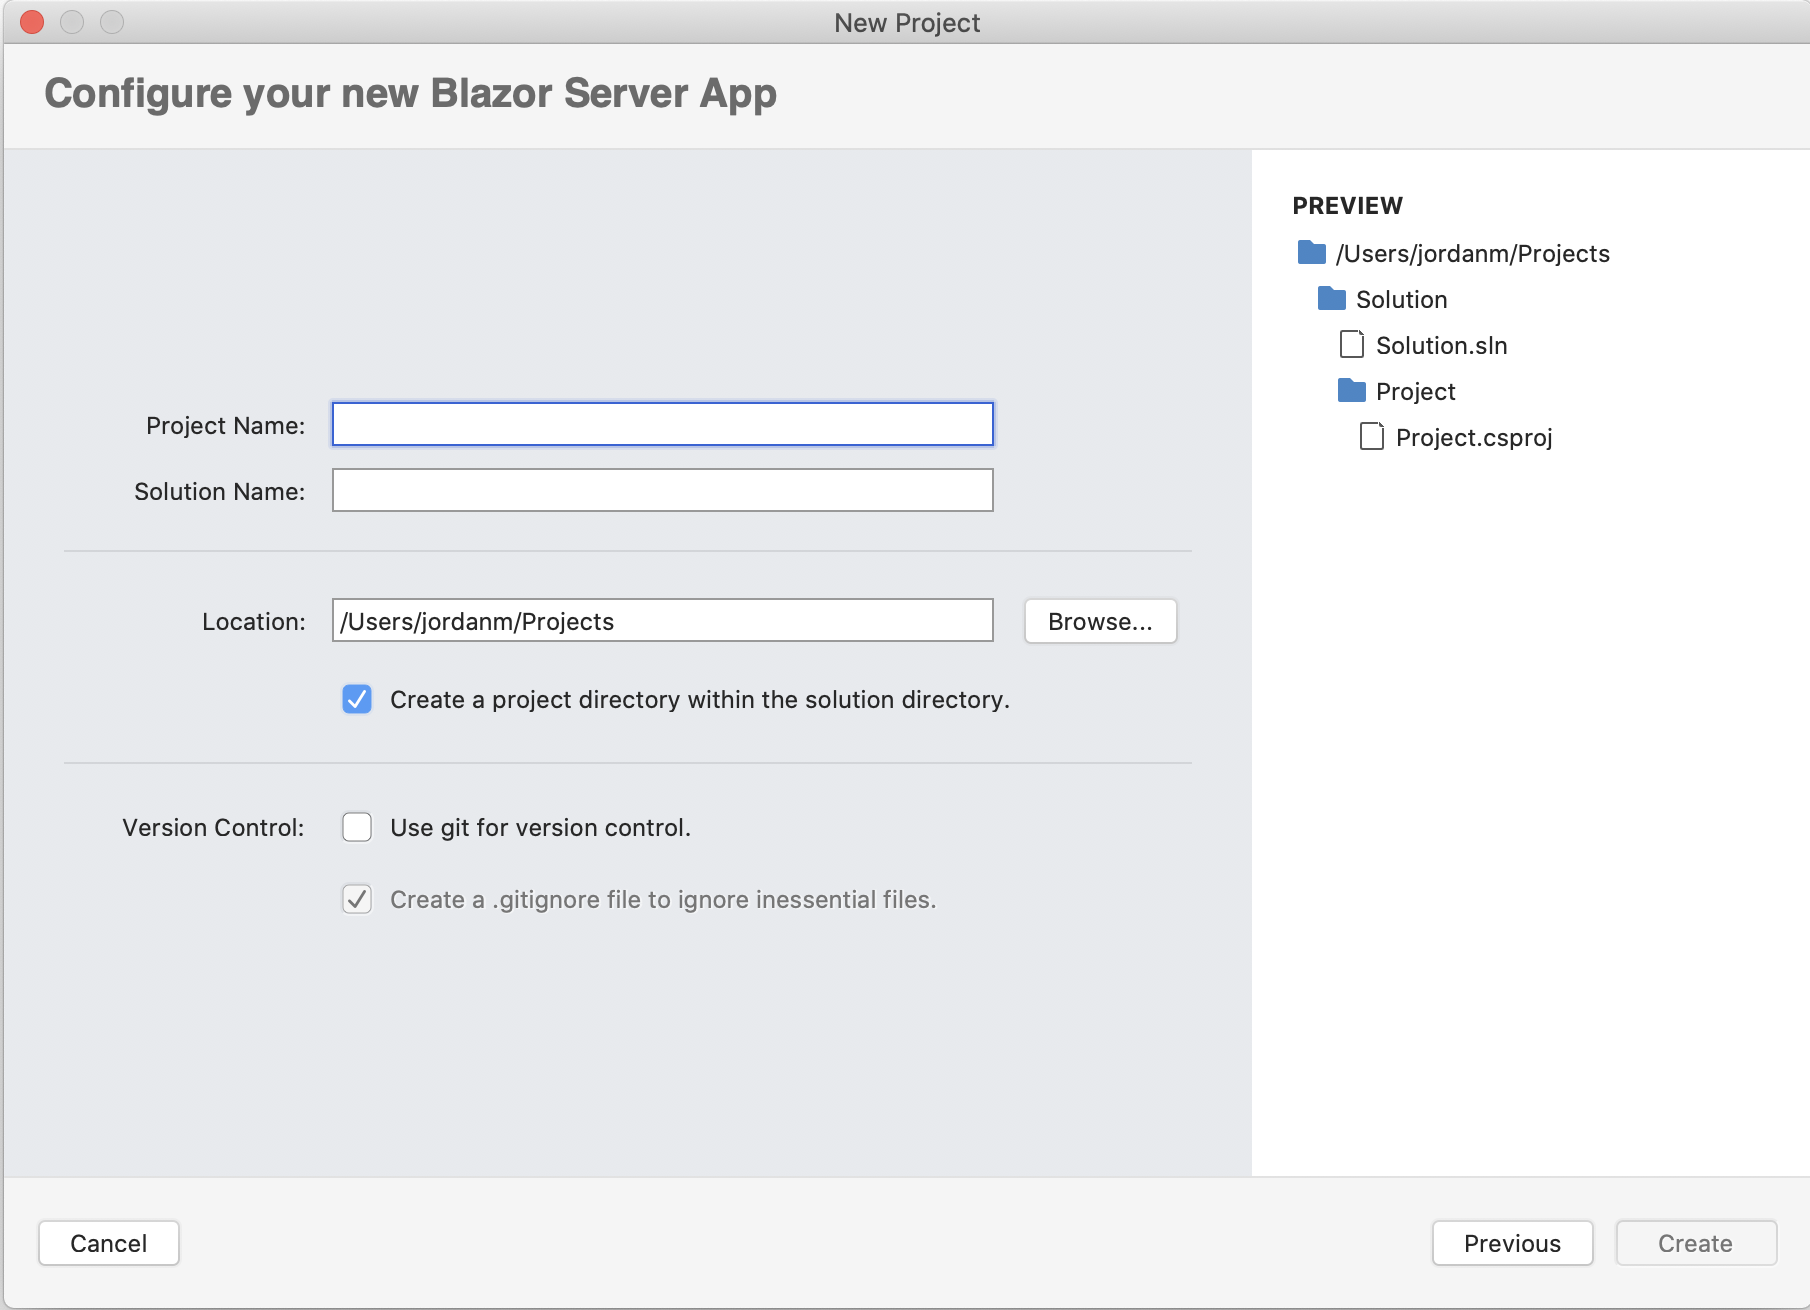 New Project
Configure your new Blazor Server App
Project Name:
Solution Name:
Location: /Users/jordanm/Projects Browse...
Create a project directory within the solution directory.
Version Control: Use git for version control.
Create a .gitignore file to ignore inessential files.
PREVIEW
/Users/jordanm/Projects
Solution
Solution.sln
Project
Project.csproj
Cancel Previous Create